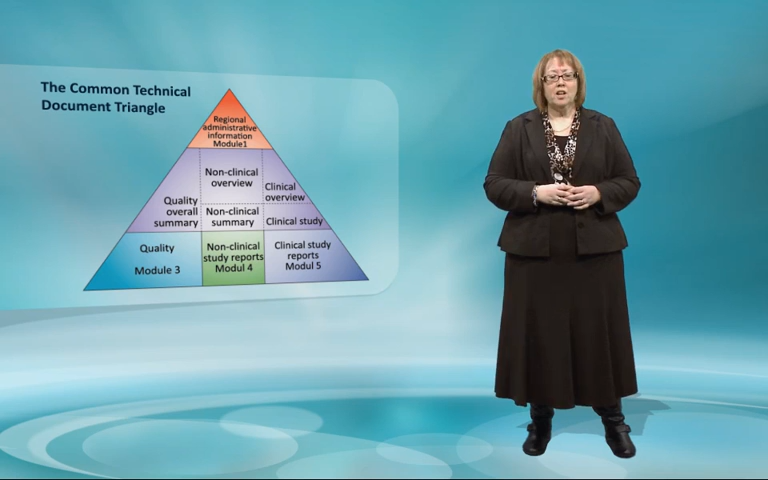 The Common Technical
Document Triangle
Regional
administrative
information
Module1
Non-clinical
overview
Clinical
overview
Quality
overall
summary
Non-clinical
summary
Clinical study
Quality
Module 3
Non-clinical
study reports
Modul 4
Clinical study
reports
Modul 5